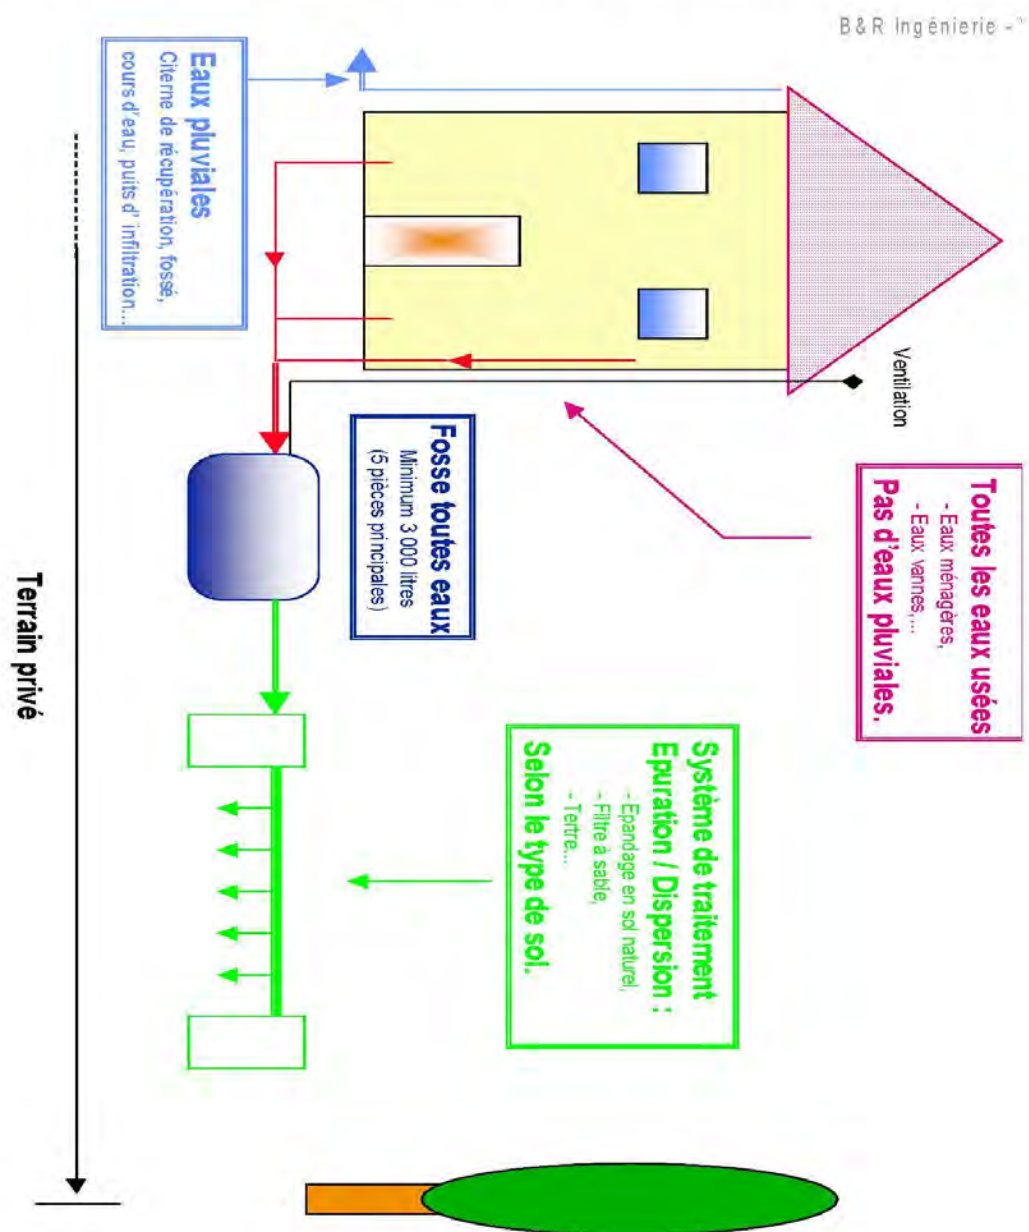 B & R Ingénierie -
Ventilation
Toutes les eaux usées
- Eaux ménagères,
- Eaux vannes,...
Pas d'eaux pluviales.
Eaux pluviales
Citerne de récupération, fossé,
cours d'eau, puits d' infiltration...
Fosse toutes eaux
Minimum 3 000 litres
(5 pièces principales)
Système de traitement
Epuration / Dispersion :
- Epandage en sol naturel,
- Filtre à sable,
- Tertre...
Selon le type de sol.
Terrain privé